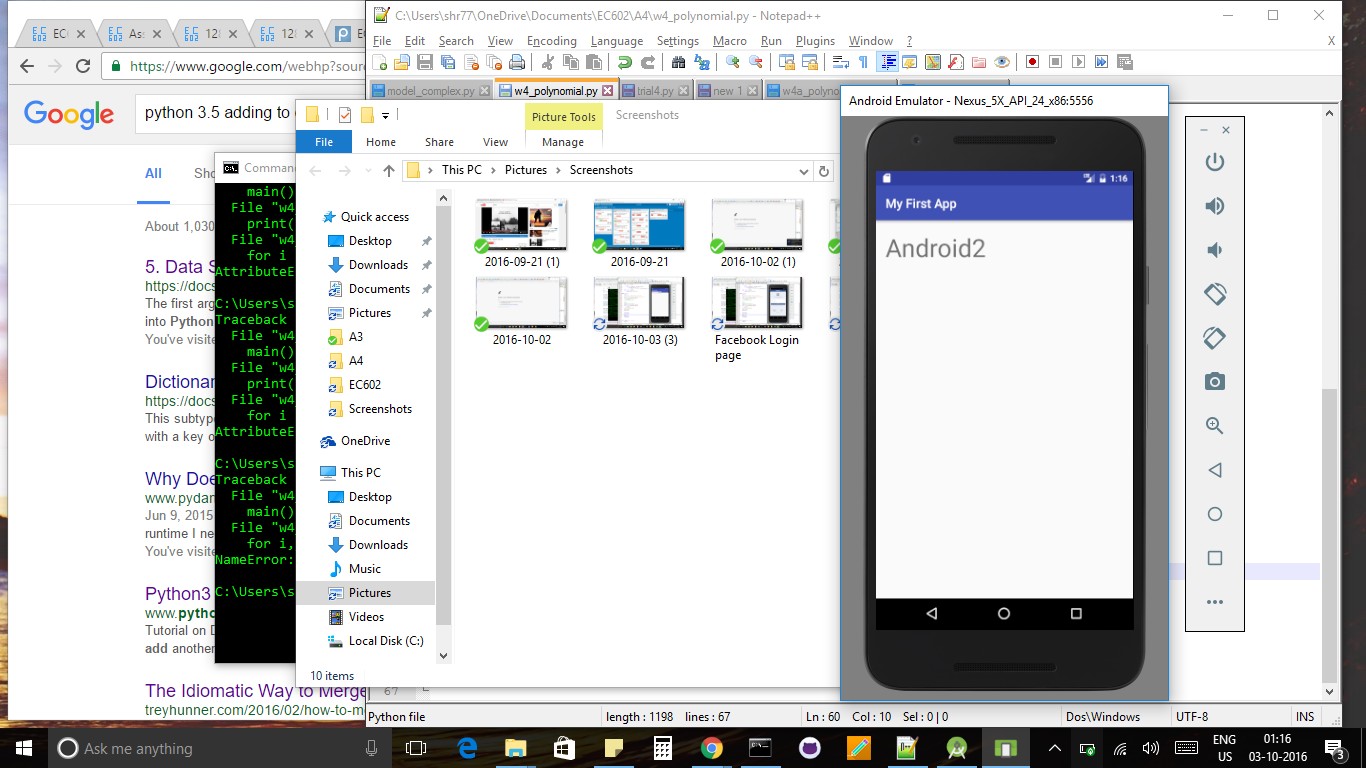 C:\Users\shr77\OneDrive\Documents\EC602\A4\w4_polynomial.py - Notepad++
File Edit Search View Encoding Language Settings Macro Run Plugins Window ? X
model_complex.py w4_polynomial.py trial4.py new 1 w4a_polyno
EC Ass 128 128 EC
https://www.google.com/webhp?sour
Google
python 3.5 adding to
All Sho
About 1,030
5. Data S
https://docs
The first arg
into Python
You've visite
Dictionar
https://docs
This subtype
with a key o
Why Doe
www.pydan
Jun 9, 2015
runtime I ne
You've visite
Python3
www.pytho
Tutorial on D
add another
The Idiomatic Way to Merge
treyhunner.com/2016/02/how-to-m
Comman
main()
File "w4
print(
File "w4
for i
AttributeE
C:\Users\s
Traceback
File "w4
main()
File "w4
print(
File "w4
for i
AttributeE
C:\Users\s
Traceback
File "w4
main()
File "w4
for i,
NameError:
C:\Users\s
Picture Tools Screenshots
File Home Share View Manage
This PC Pictures Screenshots
Quick access
Desktop
Downloads
Documents
Pictures
A3
A4
EC602
Screenshots
OneDrive
This PC
Desktop
Documents
Downloads
Music
Pictures
Videos
Local Disk (C:)
10 items
2016-09-21 (1) 2016-09-21 2016-10-02 (1)
2016-10-02 2016-10-03 (3) Facebook Login
page
Android Emulator - Nexus_5X_API_24_x86:5556
1:16
My First App
Android2
67
Python file length : 1198 lines : 67 Ln : 60 Col : 10 Sel : 0 | 0 Dos\Windows UTF-8 INS
Ask me anything
ENG
US
01:16
03-10-2016
3